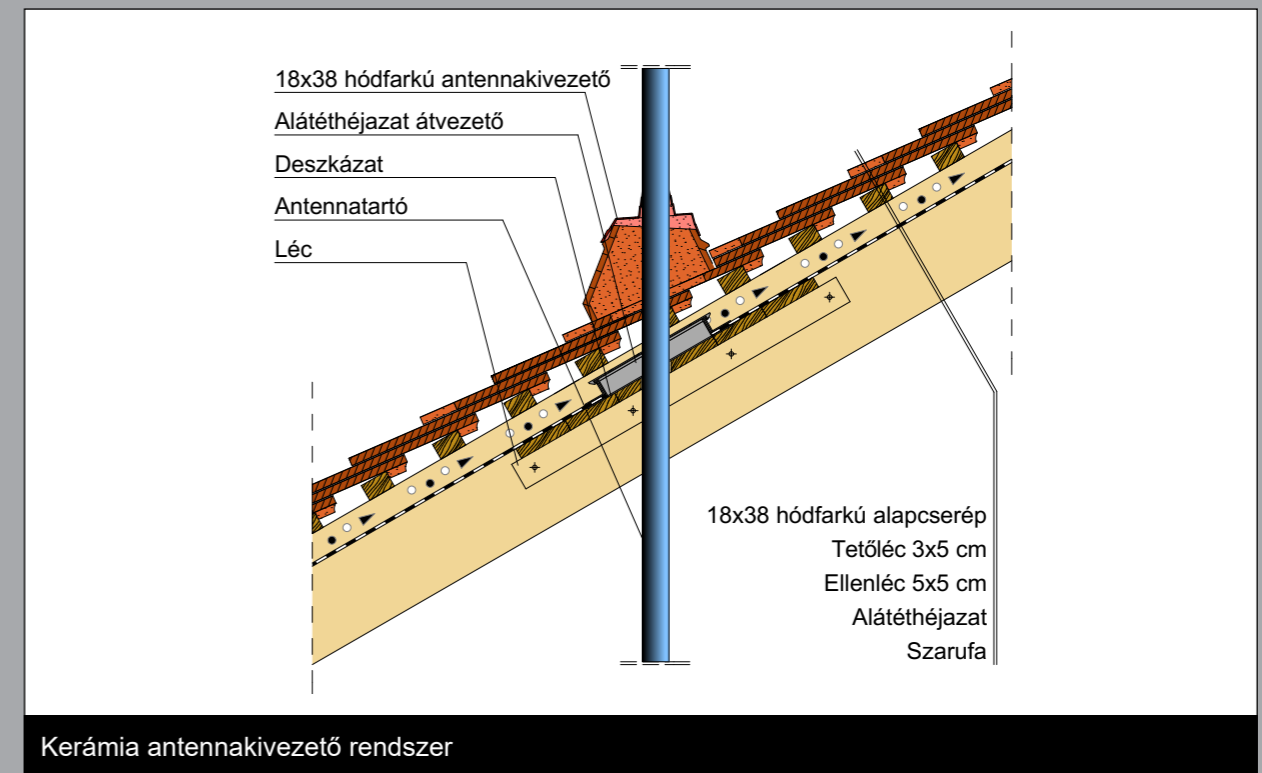 18x38 hódfarkú antennakivezető
Alátéthéjazat átvezető
Deszkázat
Antennatartó
Léc
18x38 hódfarkú alapcserép
Tetőléc 3x5 cm
Ellenléc 5x5 cm
Alátéthéjazat
Szarufa
Kerámia antennakivezető rendszer